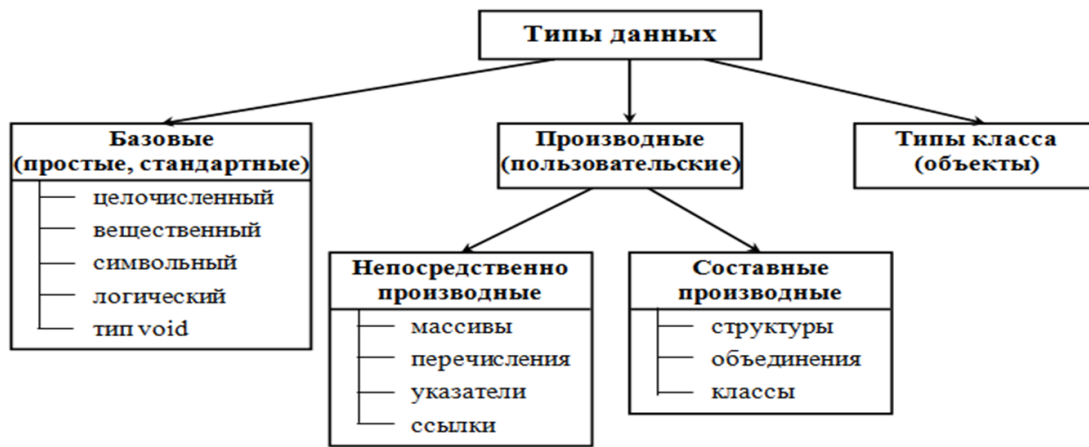 Типы данных
Базовые
(простые, стандартные)
целочисленный
вещественный
символьный
логический
тип void
Производные
(пользовательские)
Типы класса
(объекты)
Непосредственно
производные
массивы
перечисления
указатели
ссылки
Составные
производные
структуры
объединения
классы